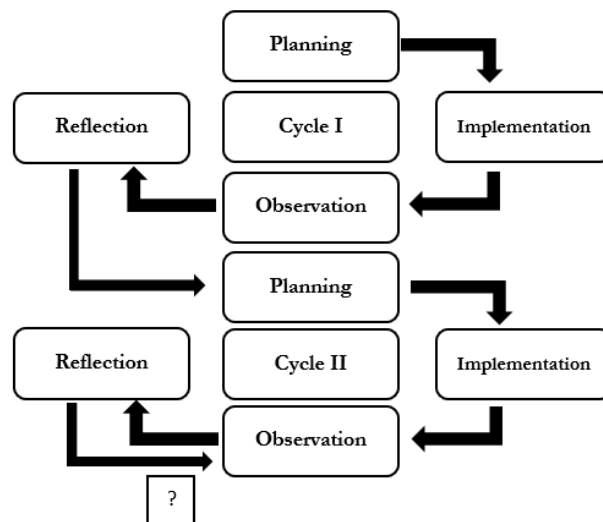 Planning
Reflection
Cycle I
Implementation
Observation
Planning
Reflection
Cycle II
Implementation
Observation
?